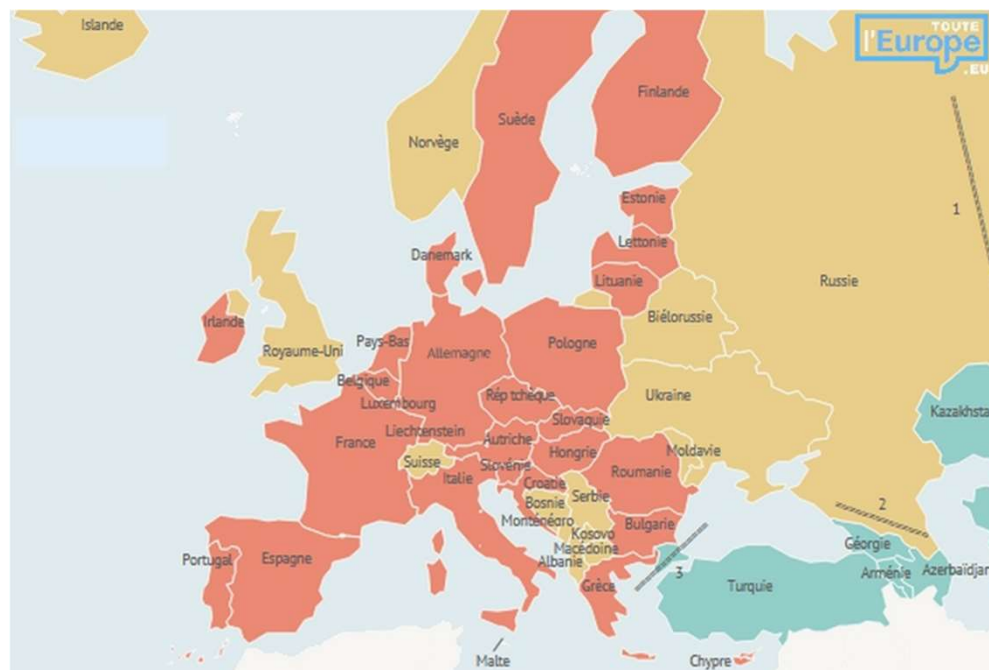 Islande
TOUTE
l'Europe
.EU
Finlande
Suède
Norvège
Estonie
1
Lettonie
Danemark
Lituanie
Russie
Biélorussie
Irlande
Royaume-Uni
Pays-Bas
Allemagne
Pologne
Belgique
Luxembourg
Rép tchèque
Ukraine
Kazakhsta
Slovaquie
Liechtenstein
France
Autriche
Hongrie
Moldavie
Suisse
Slovénie
Roumanie
Italie
Croatie
Serbie
Bosnie
2
Monténégro
Bulgarie
Kosovo
Géorgie
Macédoine
Portugal
Espagne
Albanie
3
Arménie
Azerbaïdjan
Grèce
Turquie
Malte
Chypre